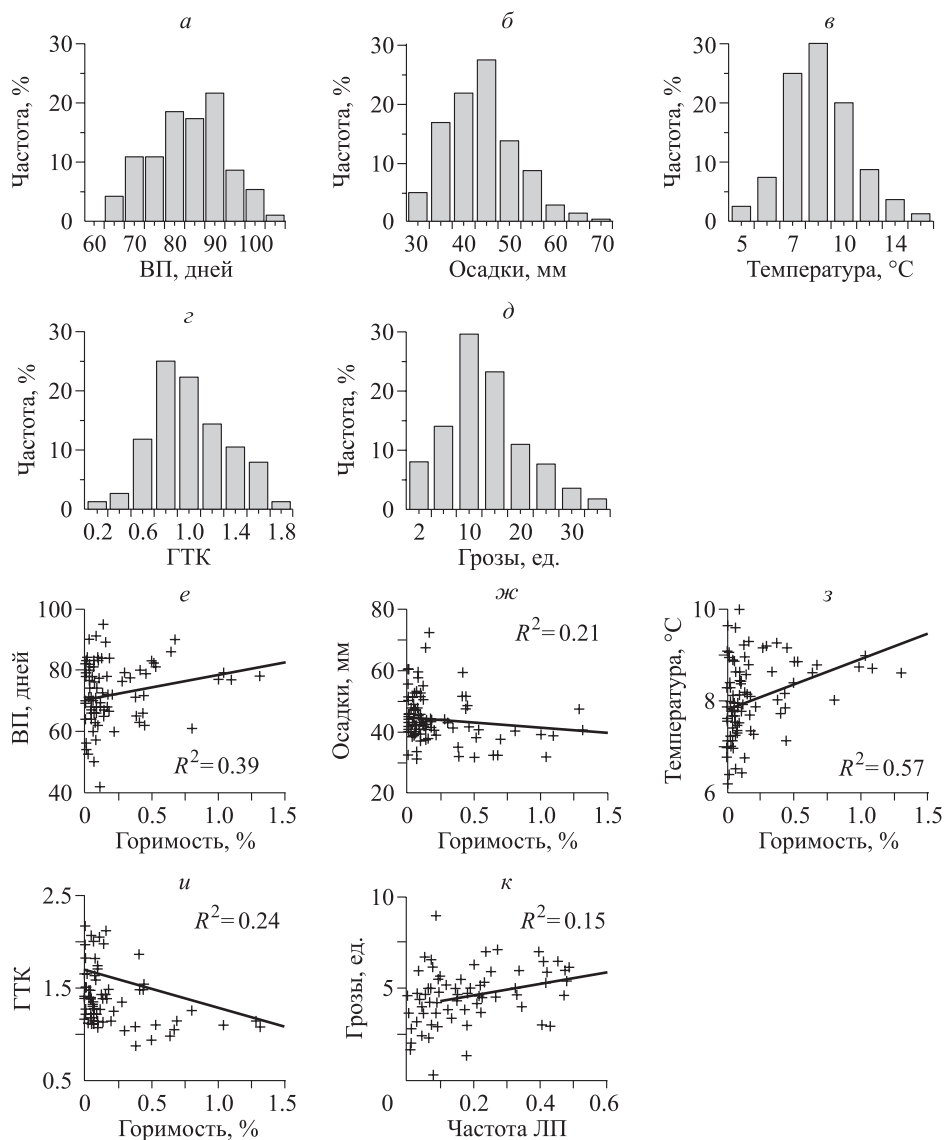 а
Частота, %
30
20
10
0
60 70 80 90 100
ВП, дней
б
Частота, %
30
20
10
0
30 40 50 60 70
Осадки, мм
в
Частота, %
30
20
10
0
5 7 10 14
Температура, °C
г
Частота, %
30
20
10
0
0.2 0.6 1.0 1.4 1.8
ГТК
д
Частота, %
30
20
10
0
2 10 20 30
Грозы, ед.
е
ВП, дней
100
80
60
40
R²=0.39
0 0.5 1.0 1.5
Горимость, %
ж
Осадки, мм
80
60
40
20
R²=0.21
0 0.5 1.0 1.5
Горимость, %
з
Температура, °C
10
9
8
7
6
R²=0.57
0 0.5 1.0 1.5
Горимость, %
и
ГТК
2.5
1.5
0.5
R²=0.24
0 0.5 1.0 1.5
Горимость, %
к
Грозы, ед.
10
5
0
R²=0.15
0.2 0.4 0.6
Частота ЛП